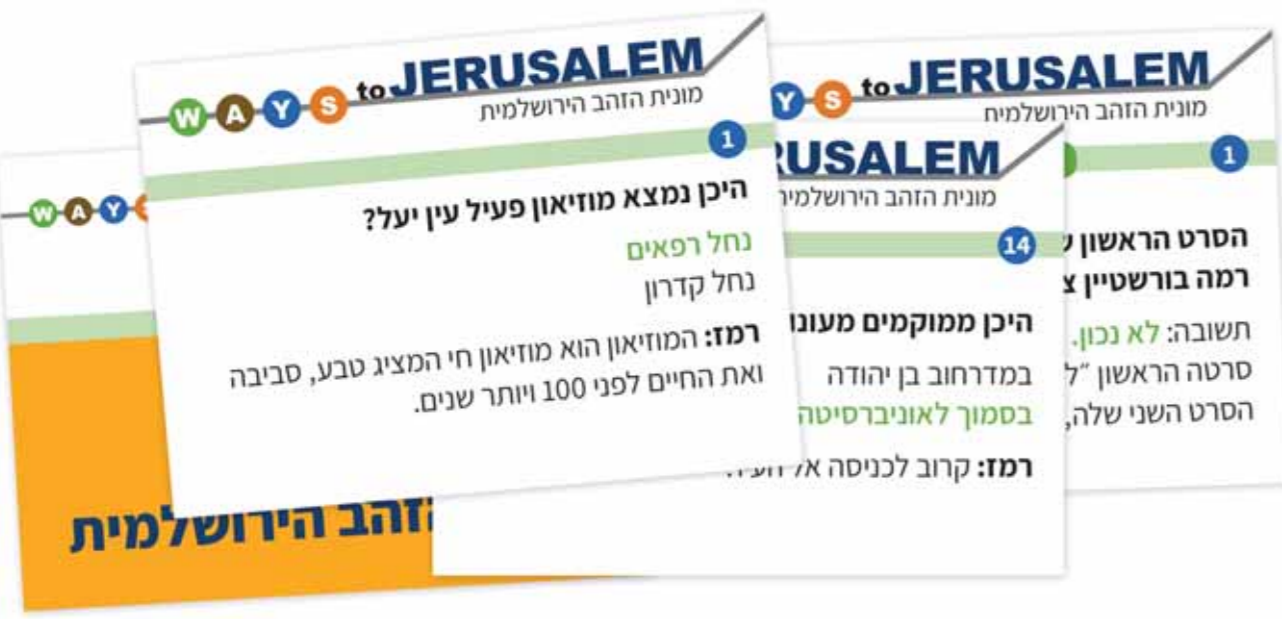 WAYS to JERUSALEM
מונית הזהב הירושלמית
1
היכן נמצא מוזיאון פעיל עין יעל?
נחל רפאים
נחל קדרון
רמז: המוזיאון הוא מוזיאון חי המציג טבע, סביבה
ואת החיים לפני 100 ויותר שנים.
YS to JERUSALEM
מונית הזהב הירושלמית
1
הסרט הראשון
רמה בורשטיין
תשובה: לא נכון.
סרטה הראשון
הסרט השני שלה,
RUSALEM
מונית הזהב הירושלמית
14
היכן ממוקמים מעונו
במדרחוב בן יהודה
בסמוך לאוניברסיטה
רמז: קרוב לכניסה אל העיר.
WAYS
הזהב הירושלמית